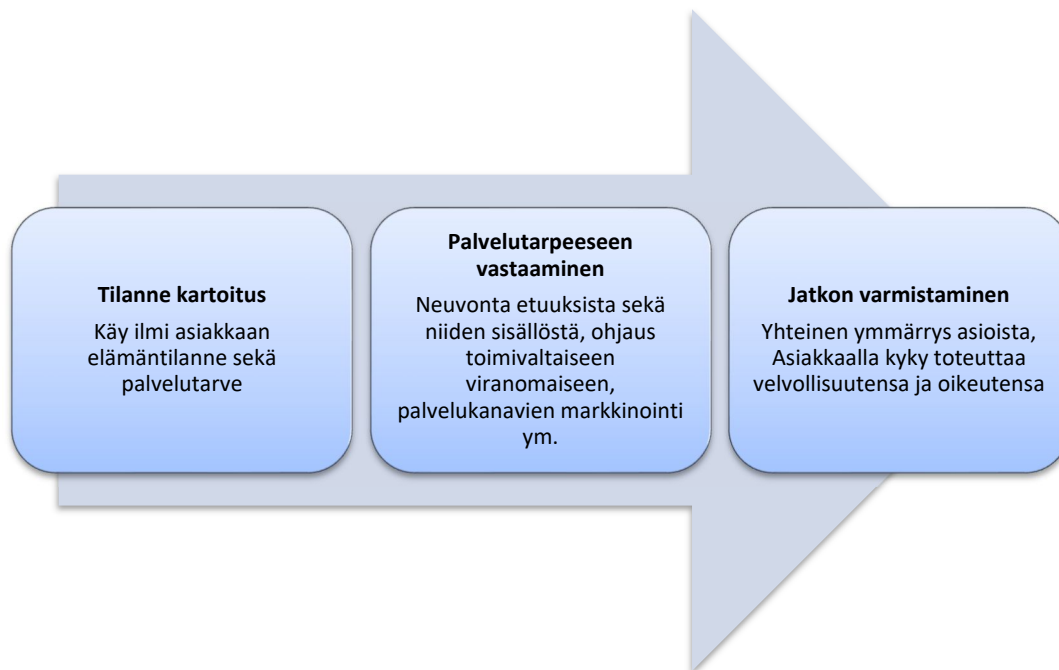 Tilanne kartoitus
Käy ilmi asiakkaan
elämäntilanne sekä
palvelutarve
Palvelutarpeeseen
vastaaminen
Neuvonta etuuksista sekä
niiden sisällöstä, ohjaus
toimivaltaiseen
viranomaiseen,
palvelukanavien markkinointi
ym.
Jatkon varmistaminen
Yhteinen ymmärrys asioista,
Asiakkaalla kyky toteuttaa
velvollisuutensa ja oikeutensa